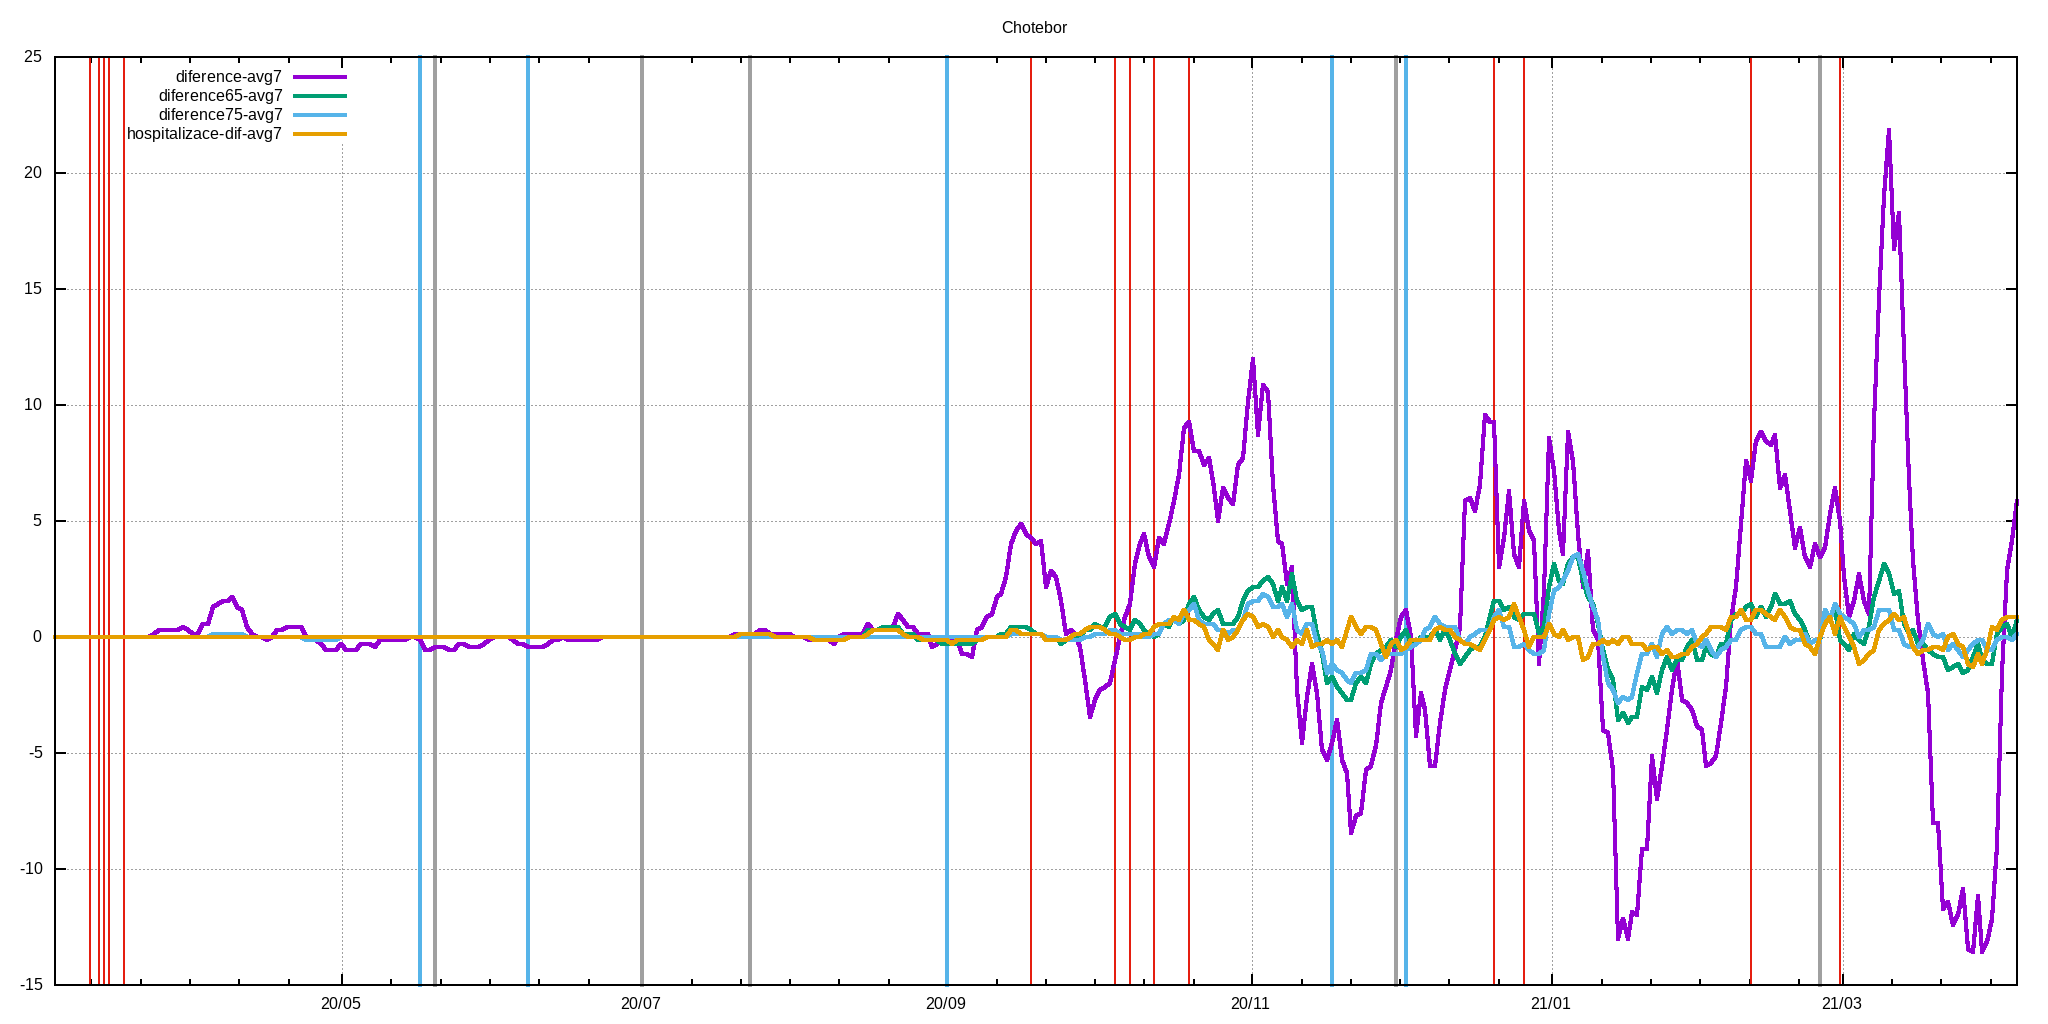 Chotebor
25
diference-avg7
diference65-avg7
diference75-avg7
hospitalizace-dif-avg7
20
15
10
5
0
-5
-10
-15
20/05 20/07 20/09 20/11 21/01 21/03